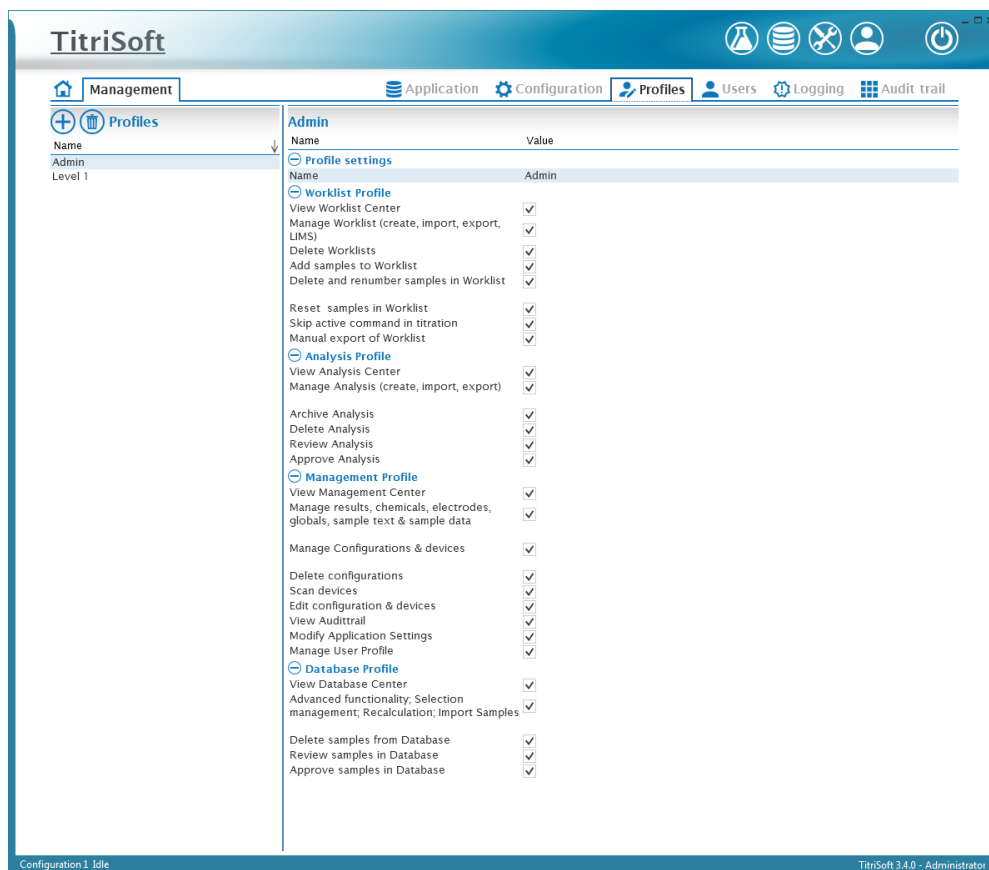 TitriSoft
Management
Application
Configuration
Profiles
Users
Logging
Audit trail
Profiles
Name
Admin
Level 1
Admin
Name Value
Profile settings
Name Admin
Worklist Profile
View Worklist Center
Manage Worklist (create, import, export,
LIMS)
Delete Worklists
Add samples to Worklist
Delete and renumber samples in Worklist
Reset samples in Worklist
Skip active command in titration
Manual export of Worklist
Analysis Profile
View Analysis Center
Manage Analysis (create, import, export)
Archive Analysis
Delete Analysis
Review Analysis
Approve Analysis
Management Profile
View Management Center
Manage results, chemicals, electrodes,
globals, sample text & sample data
Manage Configurations & devices
Delete configurations
Scan devices
Edit configuration & devices
View Audittrail
Modify Application Settings
Manage User Profile
Database Profile
View Database Center
Advanced functionality; Selection
management; Recalculation; Import Samples
Delete samples from Database
Review samples in Database
Approve samples in Database
Configuration 1 Idle
TitriSoft 3.4.0 - Administrator